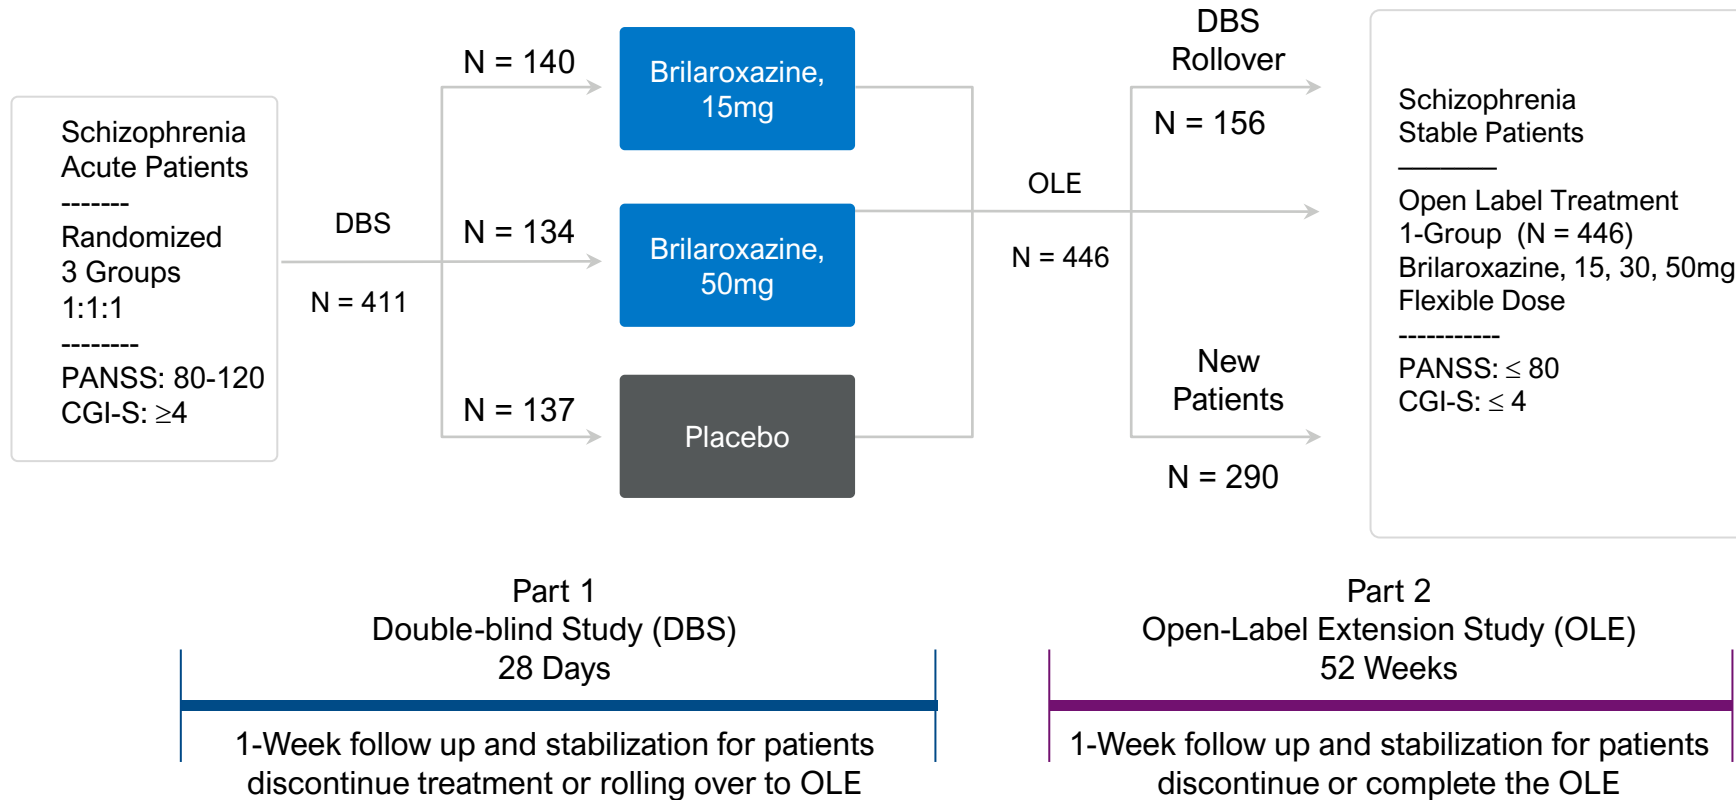 Schizophrenia
Acute Patients
-------
Randomized
3 Groups
1:1:1
--------
PANSS: 80-120
CGI-S: ≥4
DBS
N = 411
N = 140
N = 134
N = 137
Brilaroxazine,
15mg
Brilaroxazine,
50mg
Placebo
OLE
N = 446
DBS
Rollover
N = 156
New
Patients
N = 290
Schizophrenia
Stable Patients
———————
Open Label Treatment
1-Group (N = 446)
Brilaroxazine, 15, 30, 50mg
Flexible Dose
-----------
PANSS: ≤ 80
CGI-S: ≤ 4
Part 1
Double-blind Study (DBS)
28 Days
1-Week follow up and stabilization for patients
discontinue treatment or rolling over to OLE
Part 2
Open-Label Extension Study (OLE)
52 Weeks
1-Week follow up and stabilization for patients
discontinue or complete the OLE